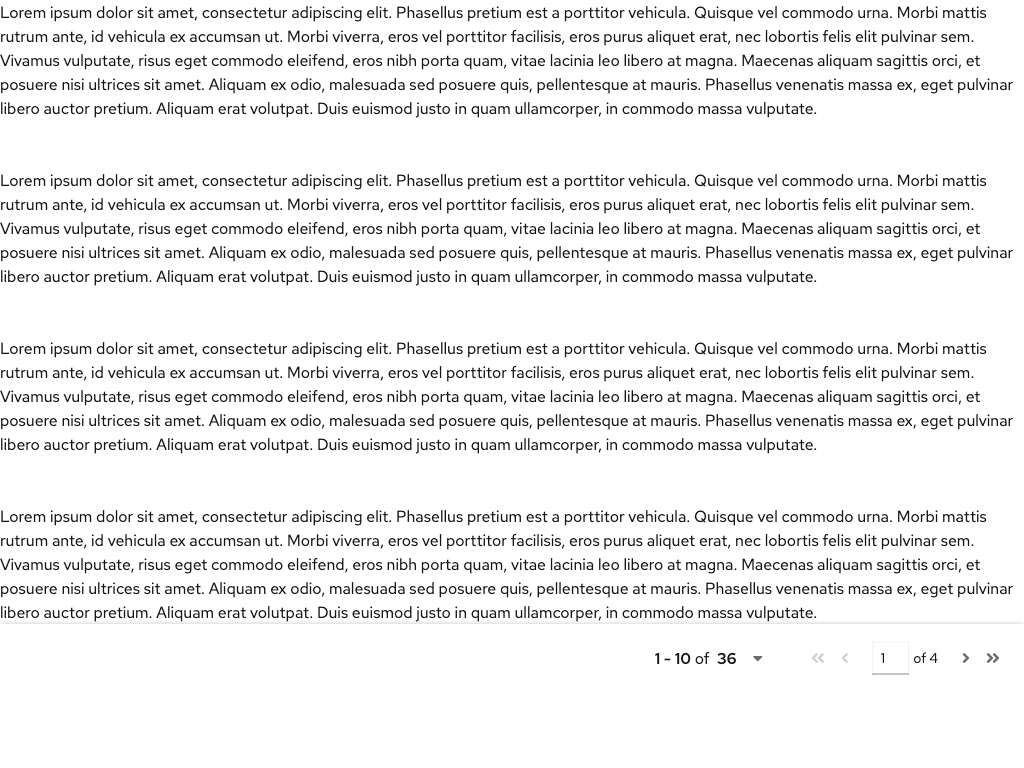 Lorem ipsum dolor sit amet, consectetur adipiscing elit. Phasellus pretium est a porttitor vehicula. Quisque vel commodo urna. Morbi mattis
rutrum ante, id vehicula ex accumsan ut. Morbi viverra, eros vel porttitor facilisis, eros purus aliquet erat, nec lobortis felis elit pulvinar sem.
Vivamus vulputate, risus eget commodo eleifend, eros nibh porta quam, vitae lacinia leo libero at magna. Maecenas aliquam sagittis orci, et
posuere nisi ultrices sit amet. Aliquam ex odio, malesuada sed posuere quis, pellentesque at mauris. Phasellus venenatis massa ex, eget pulvinar
libero auctor pretium. Aliquam erat volutpat. Duis euismod justo in quam ullamcorper, in commodo massa vulputate.
Lorem ipsum dolor sit amet, consectetur adipiscing elit. Phasellus pretium est a porttitor vehicula. Quisque vel commodo urna. Morbi mattis
rutrum ante, id vehicula ex accumsan ut. Morbi viverra, eros vel porttitor facilisis, eros purus aliquet erat, nec lobortis felis elit pulvinar sem.
Vivamus vulputate, risus eget commodo eleifend, eros nibh porta quam, vitae lacinia leo libero at magna. Maecenas aliquam sagittis orci, et
posuere nisi ultrices sit amet. Aliquam ex odio, malesuada sed posuere quis, pellentesque at mauris. Phasellus venenatis massa ex, eget pulvinar
libero auctor pretium. Aliquam erat volutpat. Duis euismod justo in quam ullamcorper, in commodo massa vulputate.
Lorem ipsum dolor sit amet, consectetur adipiscing elit. Phasellus pretium est a porttitor vehicula. Quisque vel commodo urna. Morbi mattis
rutrum ante, id vehicula ex accumsan ut. Morbi viverra, eros vel porttitor facilisis, eros purus aliquet erat, nec lobortis felis elit pulvinar sem.
Vivamus vulputate, risus eget commodo eleifend, eros nibh porta quam, vitae lacinia leo libero at magna. Maecenas aliquam sagittis orci, et
posuere nisi ultrices sit amet. Aliquam ex odio, malesuada sed posuere quis, pellentesque at mauris. Phasellus venenatis massa ex, eget pulvinar
libero auctor pretium. Aliquam erat volutpat. Duis euismod justo in quam ullamcorper, in commodo massa vulputate.
Lorem ipsum dolor sit amet, consectetur adipiscing elit. Phasellus pretium est a porttitor vehicula. Quisque vel commodo urna. Morbi mattis
rutrum ante, id vehicula ex accumsan ut. Morbi viverra, eros vel porttitor facilisis, eros purus aliquet erat, nec lobortis felis elit pulvinar sem.
Vivamus vulputate, risus eget commodo eleifend, eros nibh porta quam, vitae lacinia leo libero at magna. Maecenas aliquam sagittis orci, et
posuere nisi ultrices sit amet. Aliquam ex odio, malesuada sed posuere quis, pellentesque at mauris. Phasellus venenatis massa ex, eget pulvinar
libero auctor pretium. Aliquam erat volutpat. Duis euismod justo in quam ullamcorper, in commodo massa vulputate.
1 - 10 of 36 1 of 4